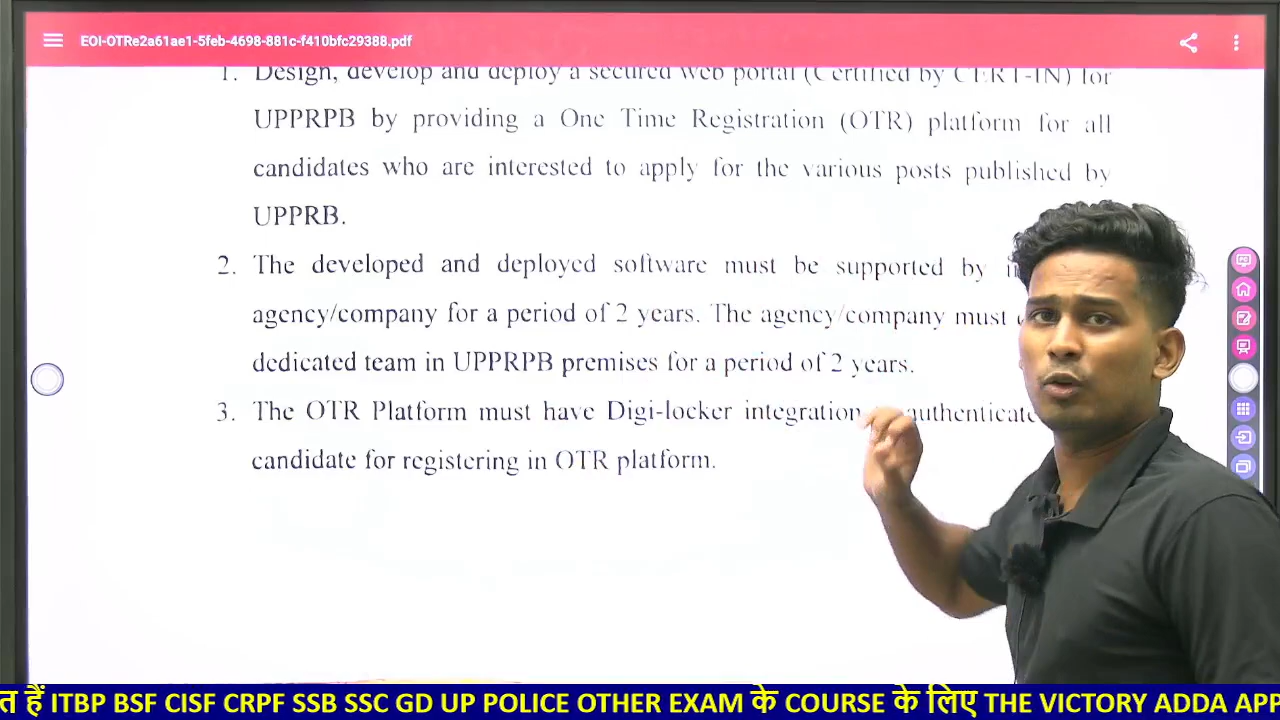 EOI-OTRe2a61ae1-5feb-4698-881c-f410bfc29388.pdf
1. Design, develop and deploy a secured web portal (Certified by CERT-IN) for
UPPRPB by providing a One Time Registration (OTR) platform for all
candidates who are interested to apply for the various posts published by
UPPRB.
2. The developed and deployed software must be supported by
agency/company for a period of 2 years. The agency/company must
dedicated team in UPPRPB premises for a period of 2 years.
3. The OTR Platform must have Digi-locker integration authenticate
candidate for registering in OTR platform.
हैं ITBP BSF CISF CRPF SSB SSC GD UP POLICE OTHER EXAM के COURSE के लिए THE VICTORY ADDA APP